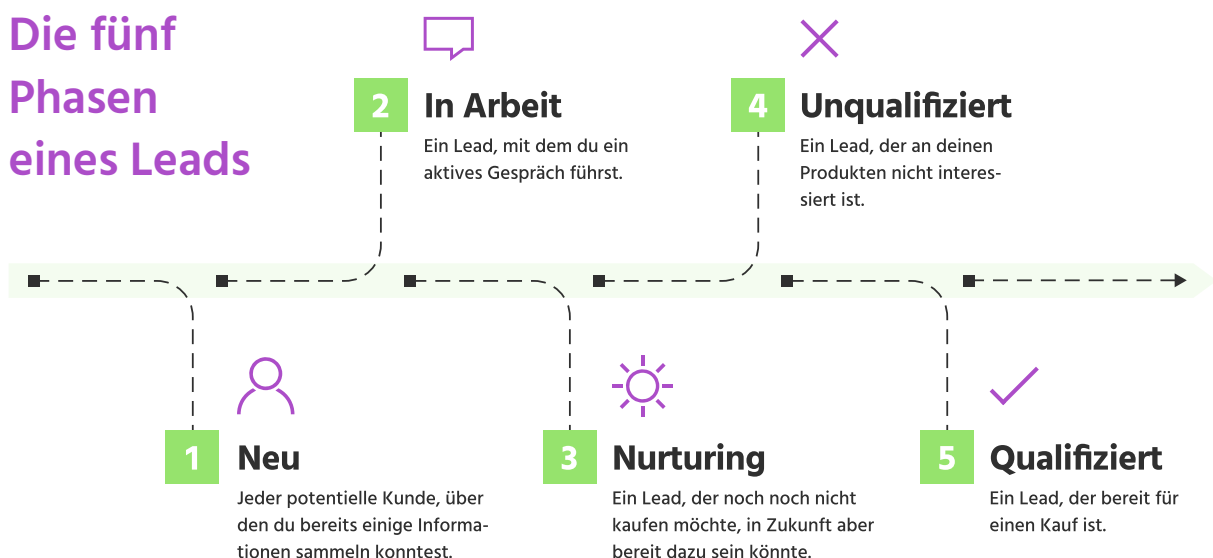 Die fünf
Phasen
eines Leads
1
Neu
Jeder potentielle Kunde, über
den du bereits einige Informa-
tionen sammeln konntest.
2
In Arbeit
Ein Lead, mit dem du ein
aktives Gespräch führst.
3
Nurturing
Ein Lead, der noch noch nicht
kaufen möchte, in Zukunft aber
bereit dazu sein könnte.
4
Unqualifiziert
Ein Lead, der an deinen
Produkten nicht interes-
siert ist.
5
Qualifiziert
Ein Lead, der bereit für
einen Kauf ist.